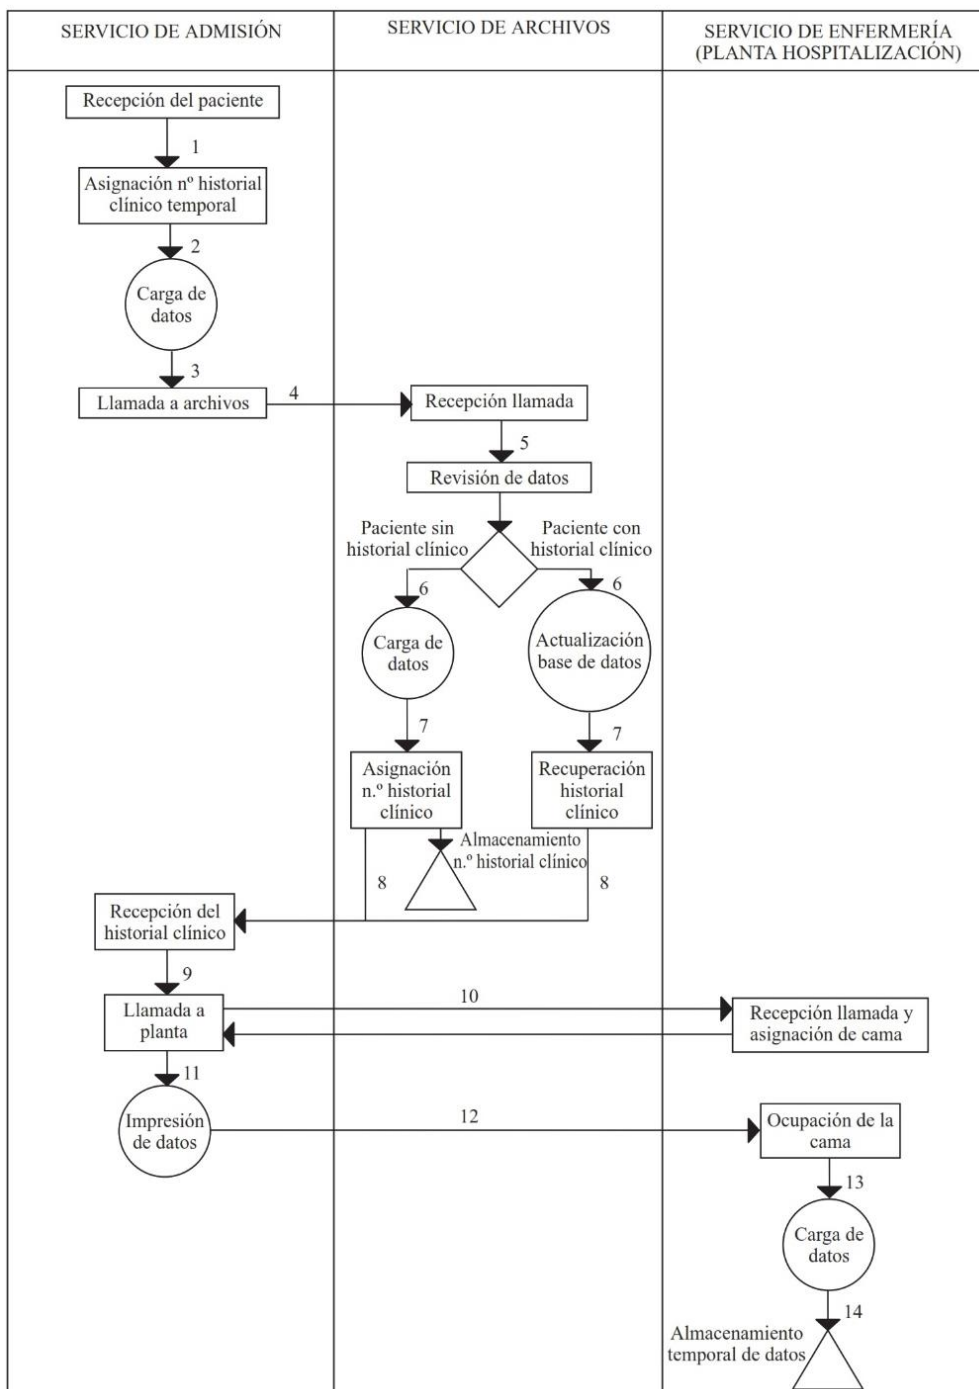 SERVICIO DE ADMISIÓN
SERVICIO DE ARCHIVOS
SERVICIO DE ENFERMERÍA
(PLANTA HOSPITALIZACIÓN)
Recepción del paciente
1
Asignación nº historial
clínico temporal
2
Carga de
datos
3
Llamada a archivos
4
Recepción llamada
5
Revisión de datos
Paciente sin
historial clínico
Paciente con
historial clínico
6
6
Carga de
datos
Actualización
base de datos
7
7
Asignación
n.º historial
clínico
Recuperación
historial
clínico
Almacenamiento
n.º historial clínico
8
8
Recepción del
historial clínico
9
10
Llamada a
planta
Recepción llamada y
asignación de cama
11
Impresión
de datos
12
Ocupación de la
cama
13
Carga de
datos
14
Almacenamiento
temporal de datos